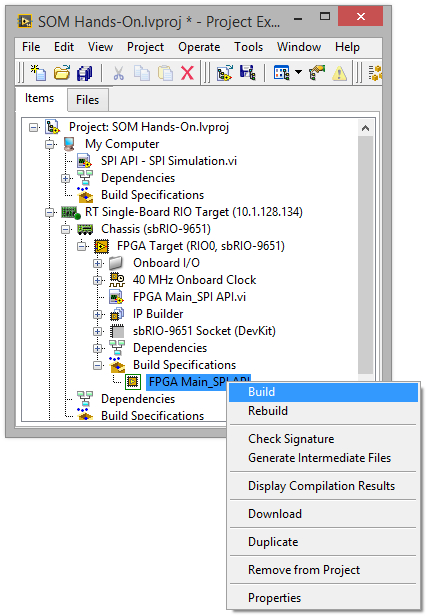 SOM Hands-On.lvproj * - Project Ex...
File Edit View Project Operate Tools Window Help
Items Files
Project: SOM Hands-On.lvproj
My Computer
SPI API - SPI Simulation.vi
Dependencies
Build Specifications
RT Single-Board RIO Target (10.1.128.134)
Chassis (sbRIO-9651)
FPGA Target (RIO0, sbRIO-9651)
Onboard I/O
40 MHz Onboard Clock
FPGA Main_SPI API.vi
IP Builder
sbRIO-9651 Socket (DevKit)
Dependencies
Build Specifications
FPGA Main_SPI API
Dependencies
Build Specifications
Build
Rebuild
Check Signature
Generate Intermediate Files
Display Compilation Results
Download
Duplicate
Remove from Project
Properties